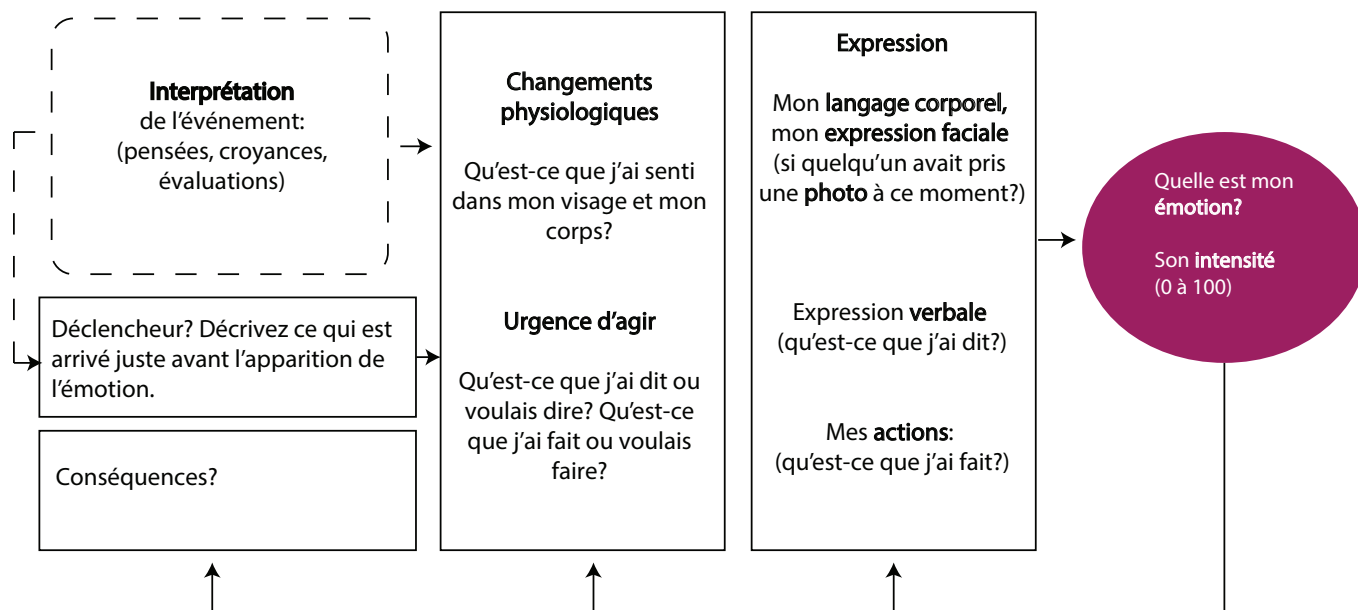 Interprétation
de l’événement:
(pensées, croyances,
évaluations)
Déclencheur? Décrivez ce qui est
arrivé juste avant l’apparition de
l’émotion.
Conséquences?
Changements
physiologiques
Qu’est-ce que j’ai senti
dans mon visage et mon
corps?
Urgence d’agir
Qu’est-ce que j’ai dit ou
voulais dire? Qu’est-ce
que j’ai fait ou voulais
faire?
Expression
Mon langage corporel,
mon expression faciale
(si quelqu’un avait pris
une photo à ce moment?)
Expression verbale
(qu’est-ce que j’ai dit?)
Mes actions:
(qu’est-ce que j’ai fait?)
Quelle est mon
émotion?
Son intensité
(0 à 100)